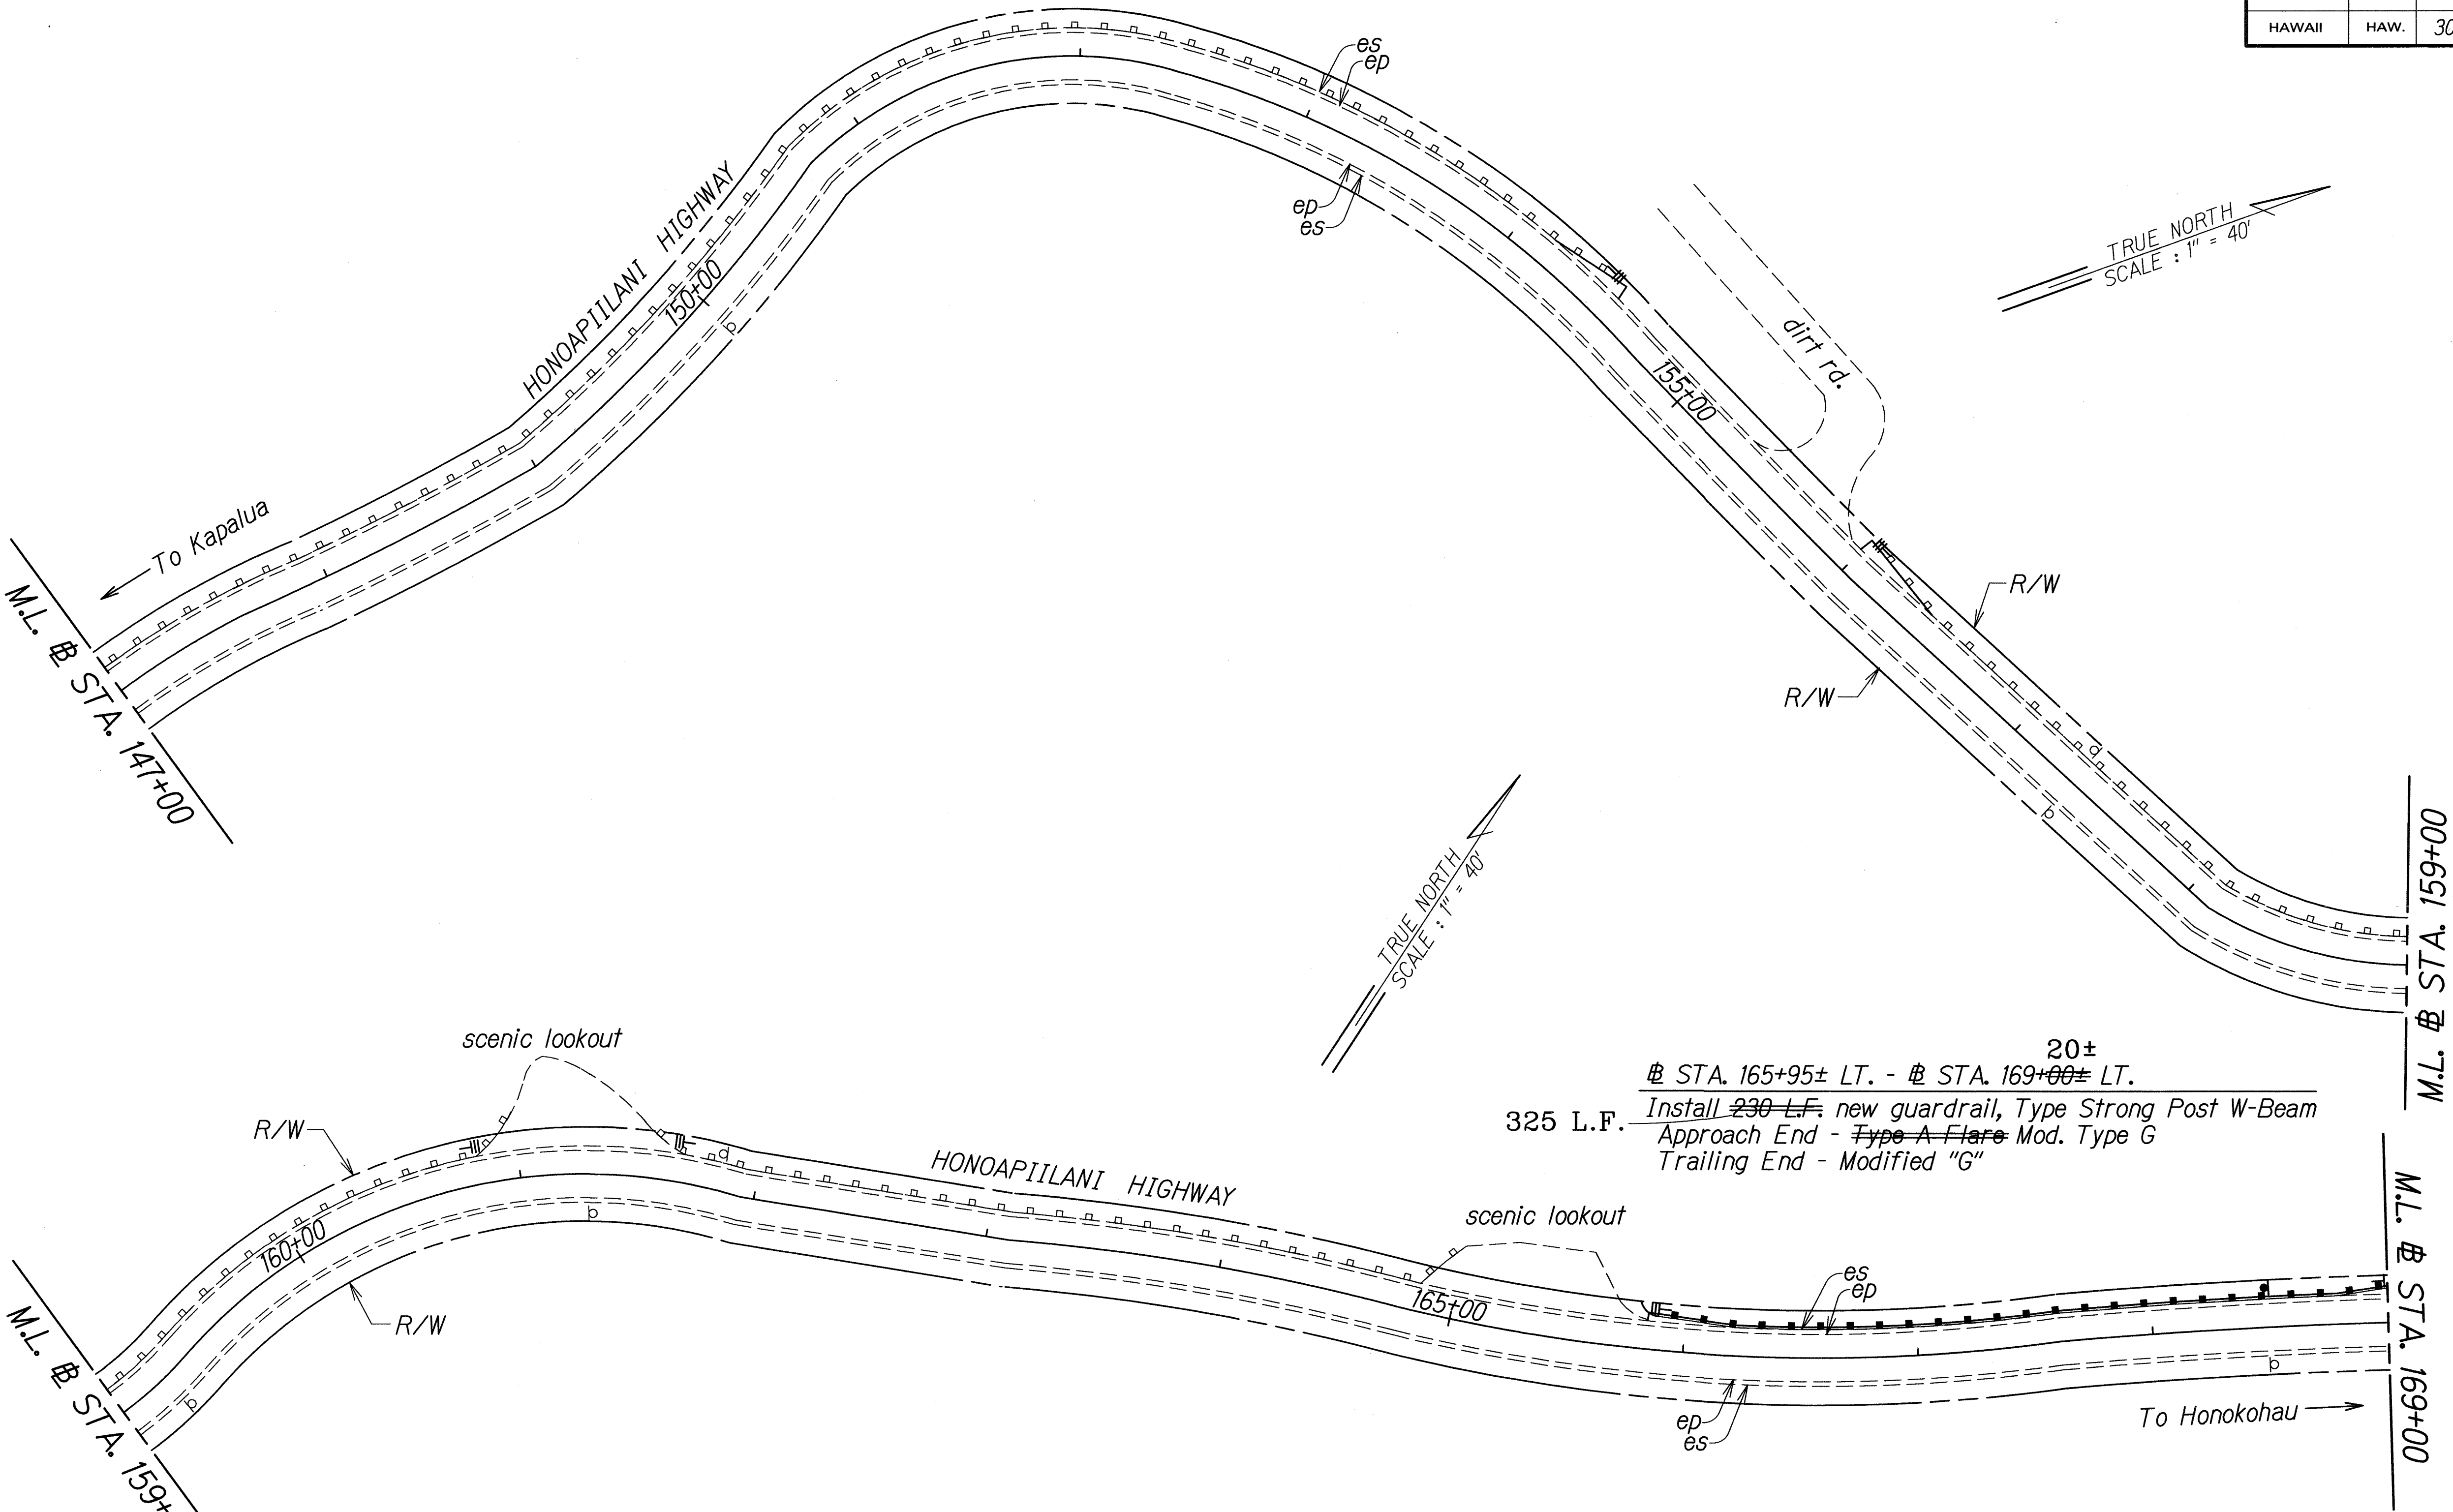 HAWAII HAW. 30
es
ep
ep
es
HONOAPIILANI HIGHWAY
150+00
To Kapalua
M.L. ℄ STA. 147+00
TRUE NORTH
SCALE : 1" = 40'
dirt rd.
155+00
R/W
R/W
M.L. ℄ STA. 159+00
TRUE NORTH
SCALE : 1" = 40'
scenic lookout
R/W
160+00
R/W
M.L. ℄ STA. 159+
HONOAPIILANI HIGHWAY
scenic lookout
165+00
20±
℄ STA. 165+95± LT. - ℄ STA. 169+00± LT.
325 L.F. Install 230 L.F. new guardrail, Type Strong Post W-Beam
Approach End - Type A Flare Mod. Type G
Trailing End - Modified "G"
es
ep
ep
es
To Honokohau
M.L. ℄ STA. 169+00